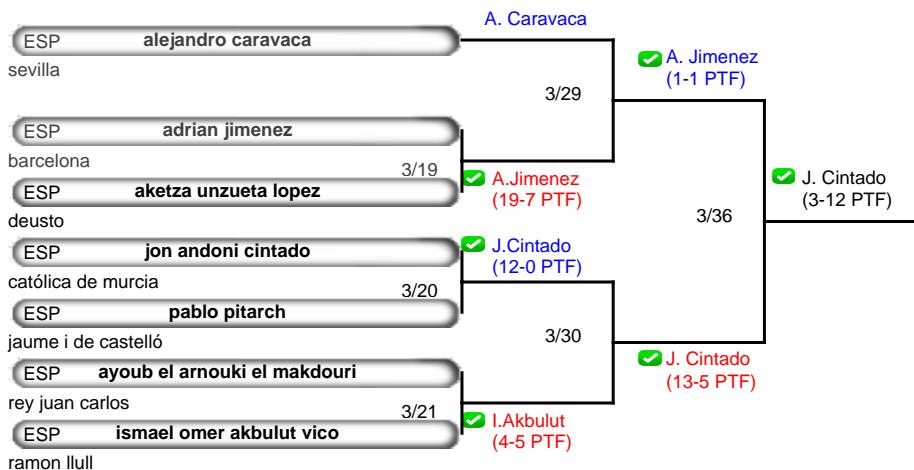 A. Caravaca
ESP alejandro caravaca
sevilla
A. Jimenez
(1-1 PTF)
3/29
ESP adrian jimenez
barcelona
3/19
A.Jimenez
(19-7 PTF)
ESP aketza unzueta lopez
deusto
J. Cintado
(3-12 PTF)
3/36
ESP jon andoni cintado
católica de murcia
J.Cintado
(12-0 PTF)
3/20
ESP pablo pitarch
jaume i de castelló
3/30
J. Cintado
(13-5 PTF)
ESP ayoub el arnouki el makdouri
rey juan carlos
3/21
I.Akbulut
(4-5 PTF)
ESP ismael omer akbulut vico
ramon llull